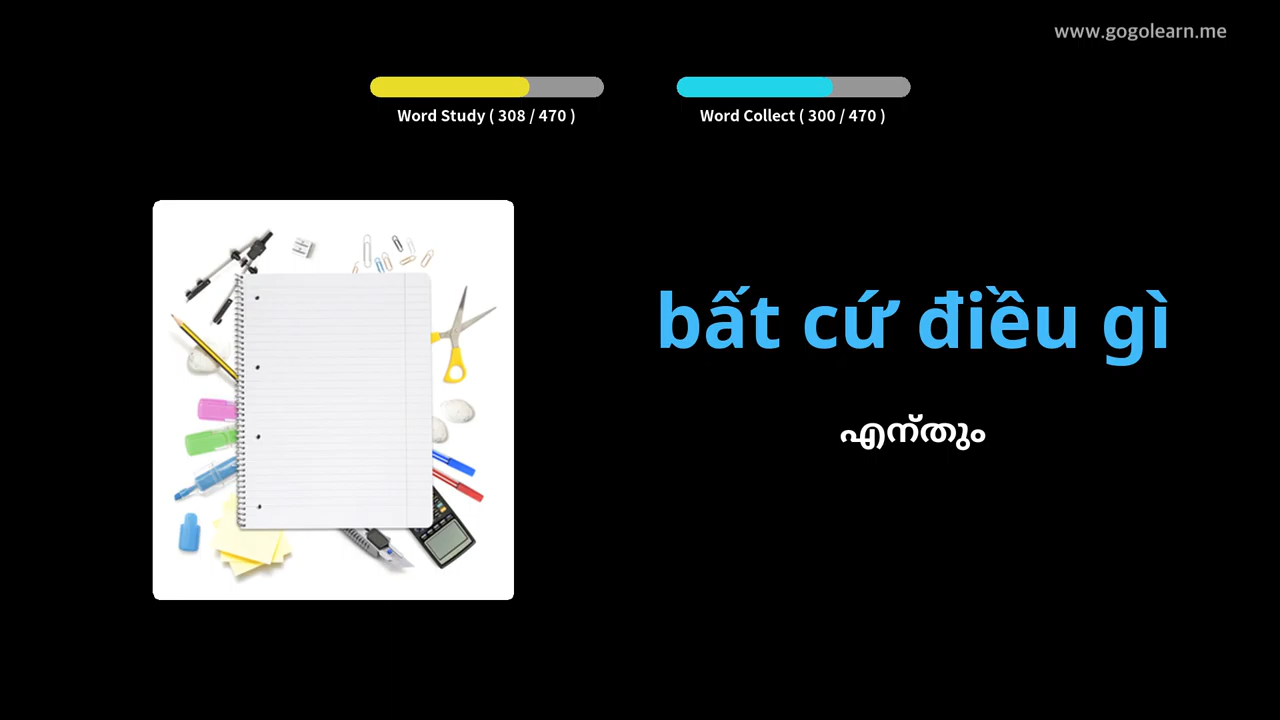 www.gogolearn.me
Word Study ( 308 / 470 )
Word Collect ( 300 / 470 )
bất cứ điều gì
എന്തും